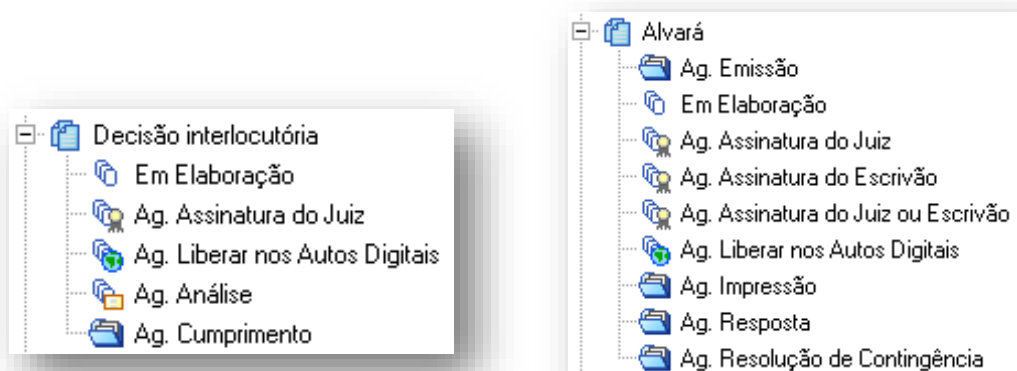 Decisão interlocutória
Em Elaboração
Ag. Assinatura do Juiz
Ag. Liberar nos Autos Digitais
Ag. Análise
Ag. Cumprimento
Alvará
Ag. Emissão
Em Elaboração
Ag. Assinatura do Juiz
Ag. Assinatura do Escrivão
Ag. Assinatura do Juiz ou Escrivão
Ag. Liberar nos Autos Digitais
Ag. Impressão
Ag. Resposta
Ag. Resolução de Contingência